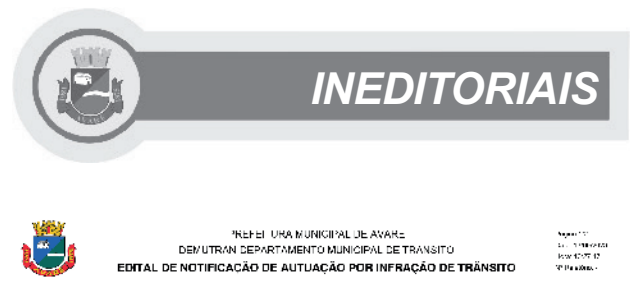 INEDITORIAIS
AVARÉ
PREFEITURA MUNICIPAL DE AVARE
DEMUTRAN DEPARTAMENTO MUNICIPAL DE TRANSITO
EDITAL DE NOTIFICAÇÃO DE AUTUAÇÃO POR INFRAÇÃO DE TRÂNSITO